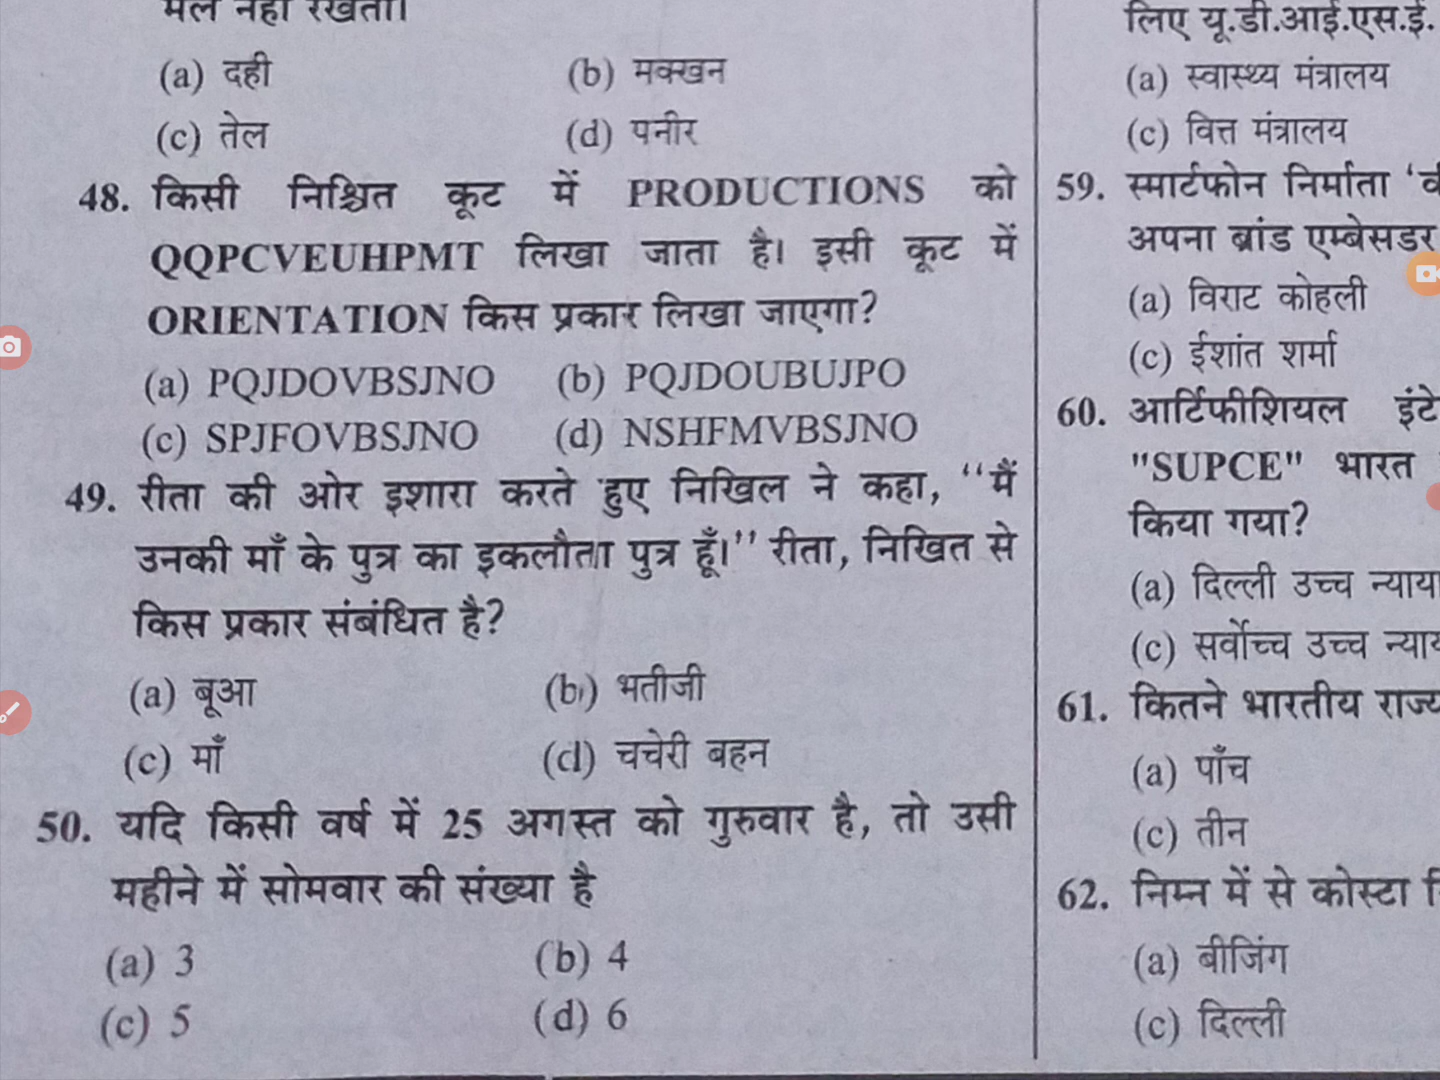 मेल नहीं रखता।
(a) दही (b) मक्खन
(c) तेल (d) पनीर
48. किसी निश्चित कूट में PRODUCTIONS को
QQPCVEUHPMT लिखा जाता है। इसी कूट में
ORIENTATION किस प्रकार लिखा जाएगा?
(a) PQJDOVBSJNO (b) PQJDOUBUJPO
(c) SPJFOVBSJNO (d) NSHFMVBSJNO
49. रीता की ओर इशारा करते हुए निखिल ने कहा, ‘‘मैं
उनकी माँ के पुत्र का इकलौता पुत्र हूँ।’’ रीता, निखित से
किस प्रकार संबंधित है?
(a) बूआ (b) भतीजी
(c) माँ (d) चचेरी बहन
50. यदि किसी वर्ष में 25 अगस्त को गुरुवार है, तो उसी
महीने में सोमवार की संख्या है
(a) 3 (b) 4
(c) 5 (d) 6
लिए यू.डी.आई.एस.ई.
(a) स्वास्थ्य मंत्रालय
(c) वित्त मंत्रालय
59. स्मार्टफोन निर्माता
अपना ब्रांड एम्बेसडर
(a) विराट कोहली
(c) ईशांत शर्मा
60. आर्टिफीशियल
"SUPCE" भारत
किया गया?
(a) दिल्ली उच्च
(c) सर्वोच्च उच्च
61. कितने भारतीय
(a) पाँच
(c) तीन
62. निम्न में से कोस्टा
(a) बीजिंग
(c) दिल्ली